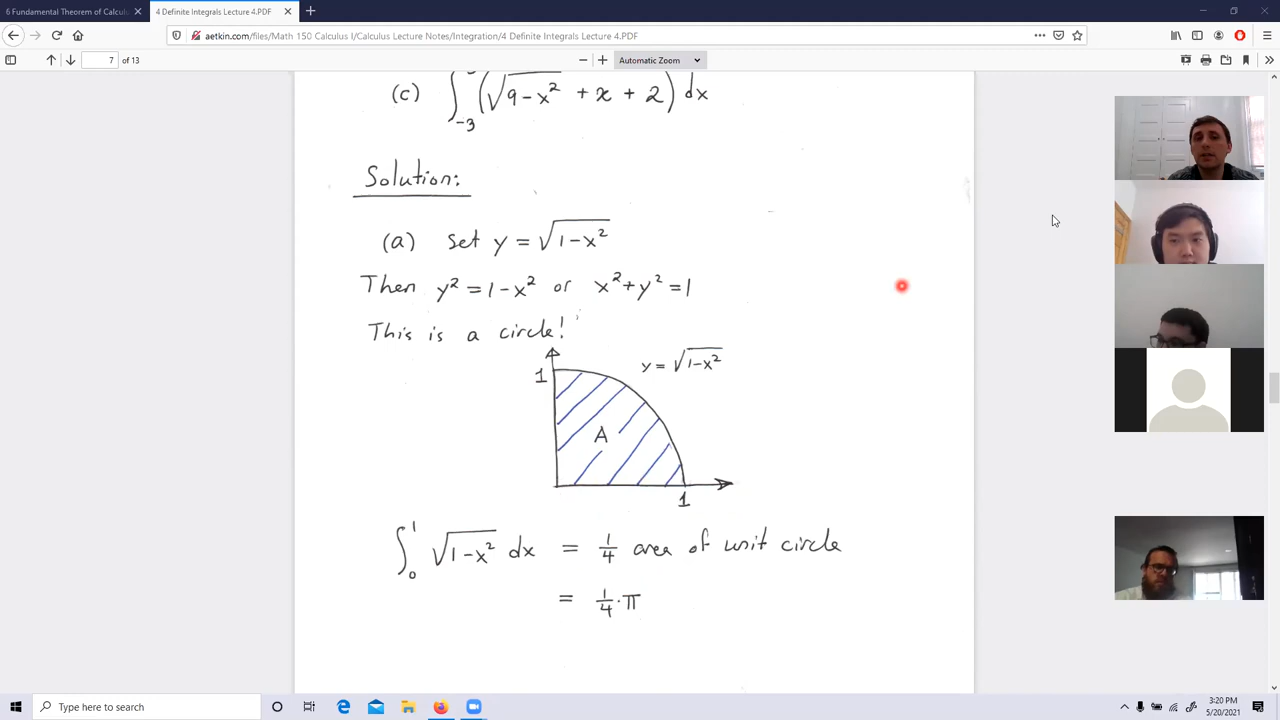 6 Fundamental Theorem of Calcul
4 Definite Integrals Lecture 4.PDF
aetkin.com/files/Math 150 Calculus I/Calculus Lecture Notes/Integration/4 Definite Integrals Lecture 4.PDF
7 of 13
Automatic Zoom
(c) ∫₋₃ (√(9-x²) + x + 2) dx
Solution:
(a) set y = √(1-x²)
Then y² = 1-x² or x²+y² = 1
This is a circle!
1
y = √(1-x²)
A
1
∫₀¹ √(1-x²) dx = 1/4 area of unit circle
= 1/4·π
Type here to search
3:20 PM
5/20/2021